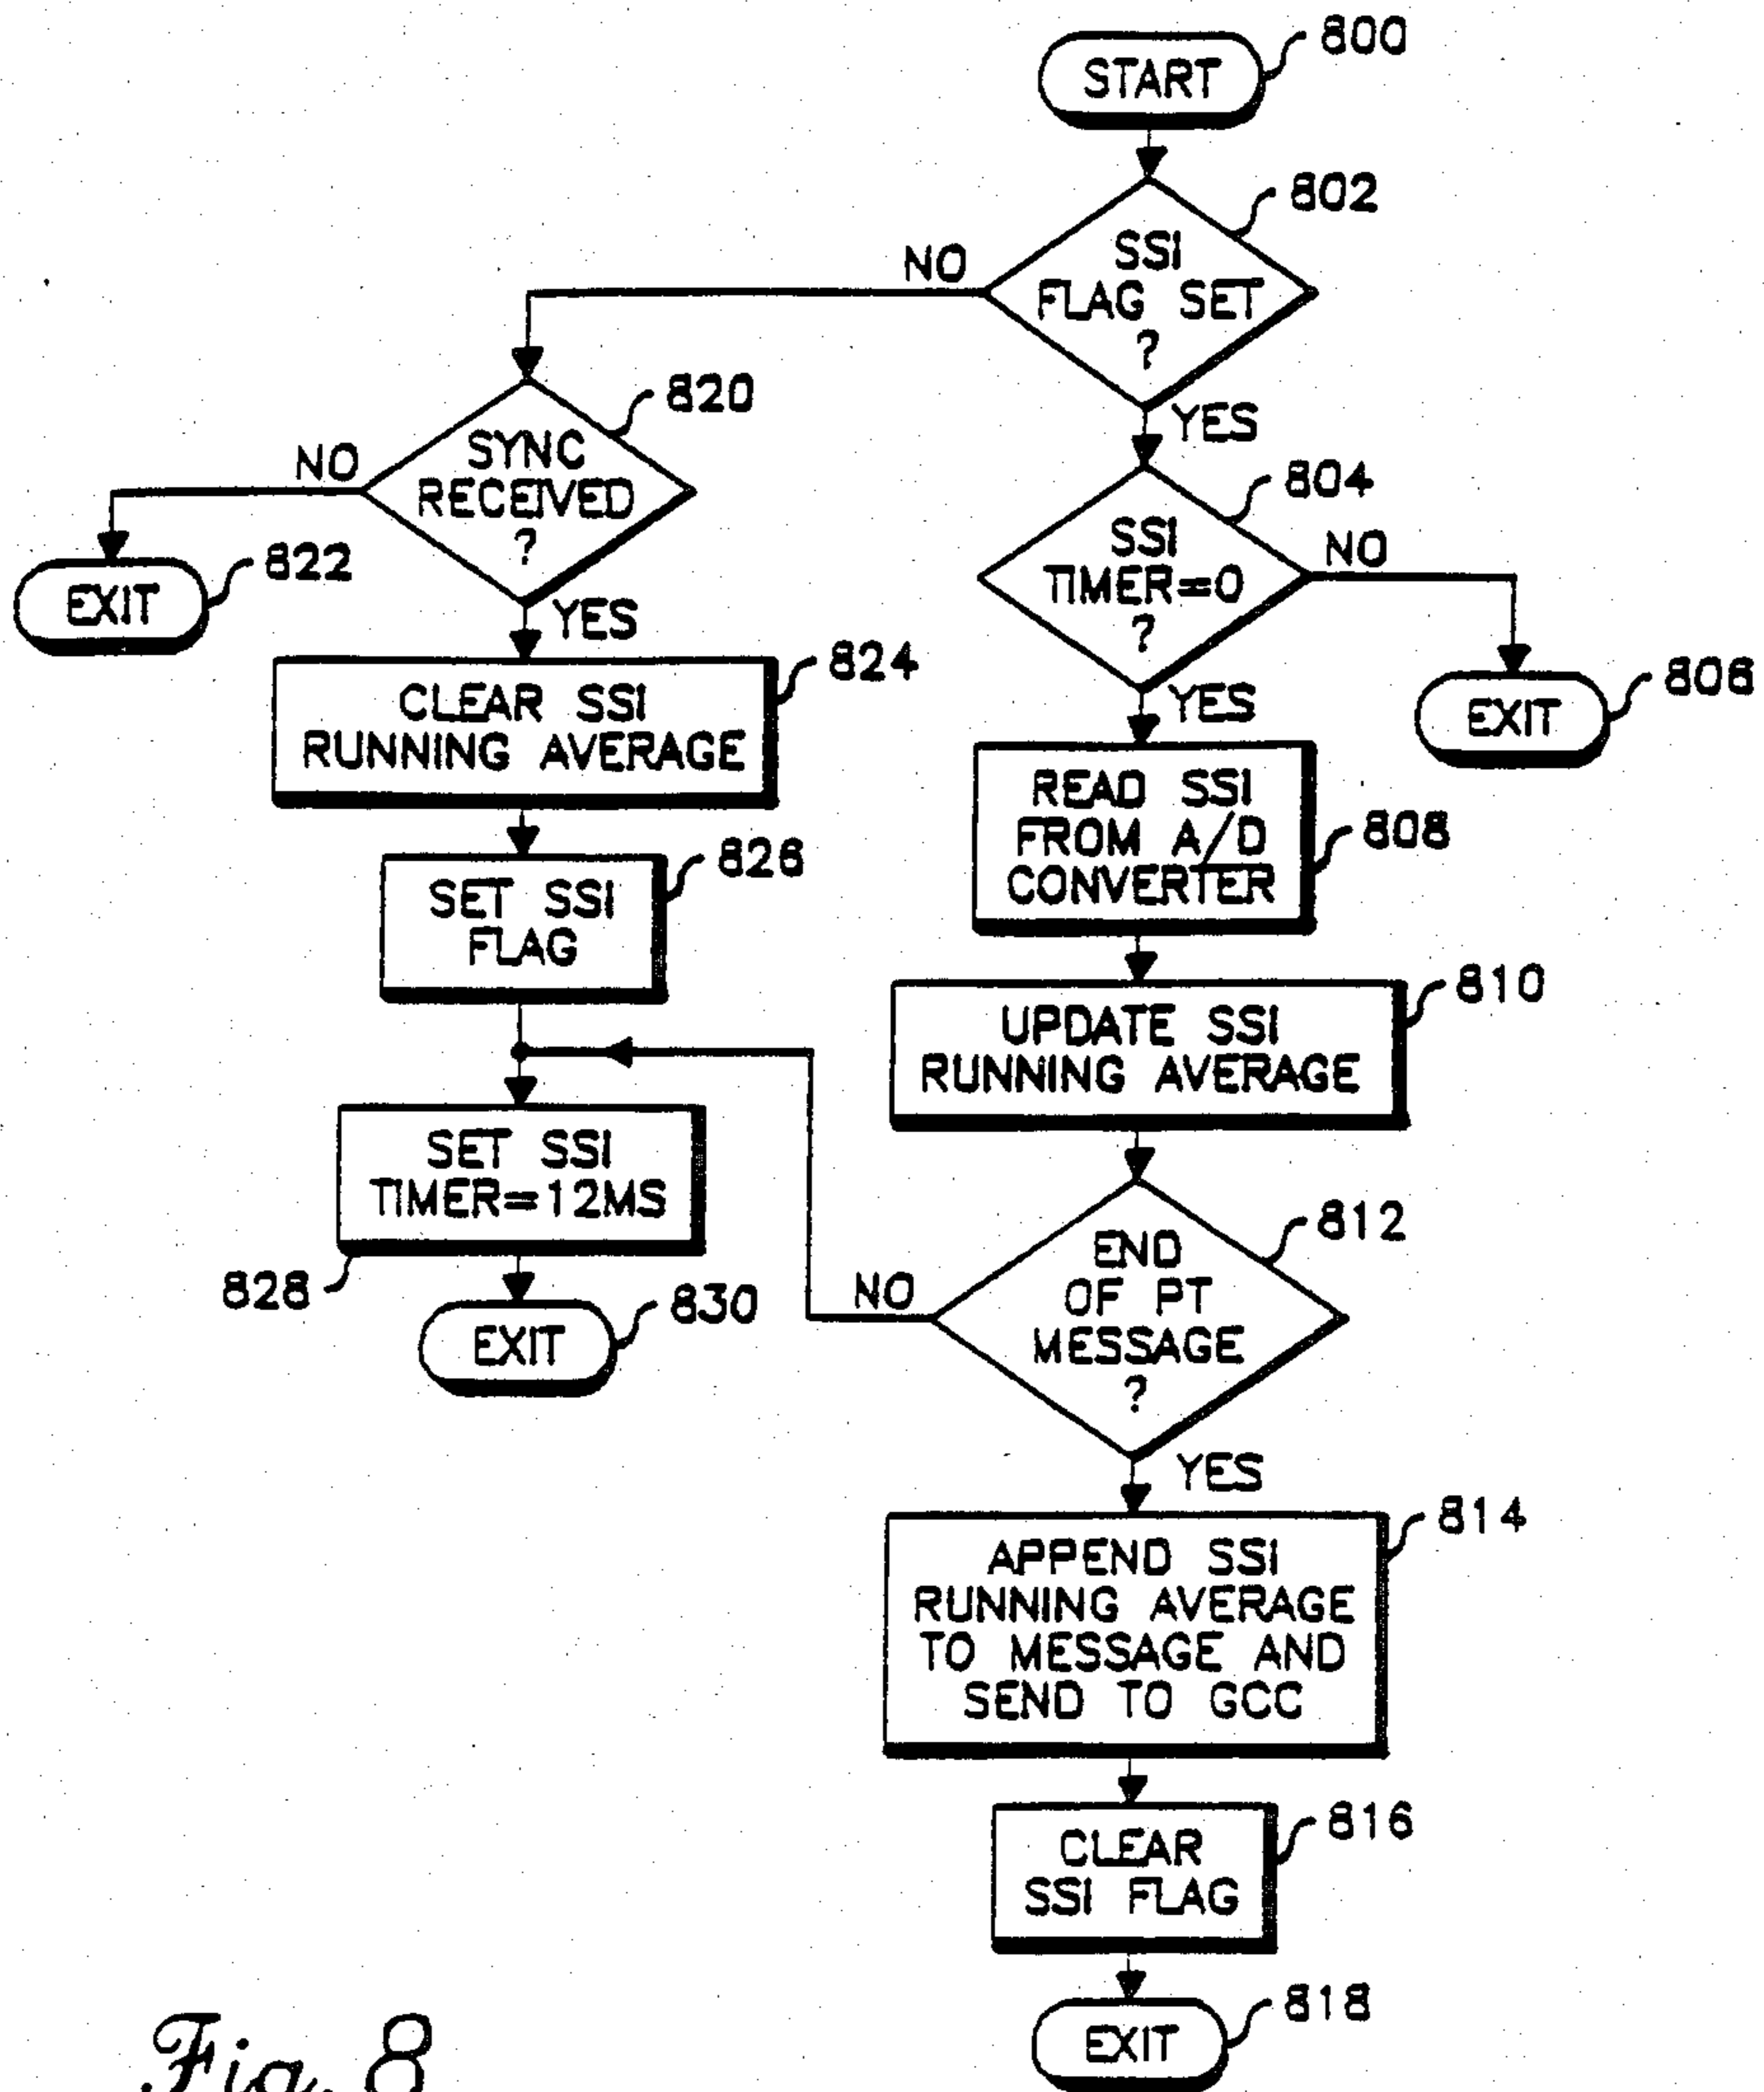 800
START
802
SSI
FLAG SET
?
NO
YES
820
SYNC
RECEIVED
?
NO
YES
822
EXIT
804
SSI
TIMER=0
?
NO
YES
806
EXIT
824
CLEAR SSI
RUNNING AVERAGE
826
SET SSI
FLAG
808
READ SSI
FROM A/D
CONVERTER
810
UPDATE SSI
RUNNING AVERAGE
SET SSI
TIMER=12MS
828
830
EXIT
812
END
OF PT
MESSAGE
?
NO
YES
814
APPEND SSI
RUNNING AVERAGE
TO MESSAGE AND
SEND TO GCC
816
CLEAR
SSI FLAG
818
EXIT
Fig. 8